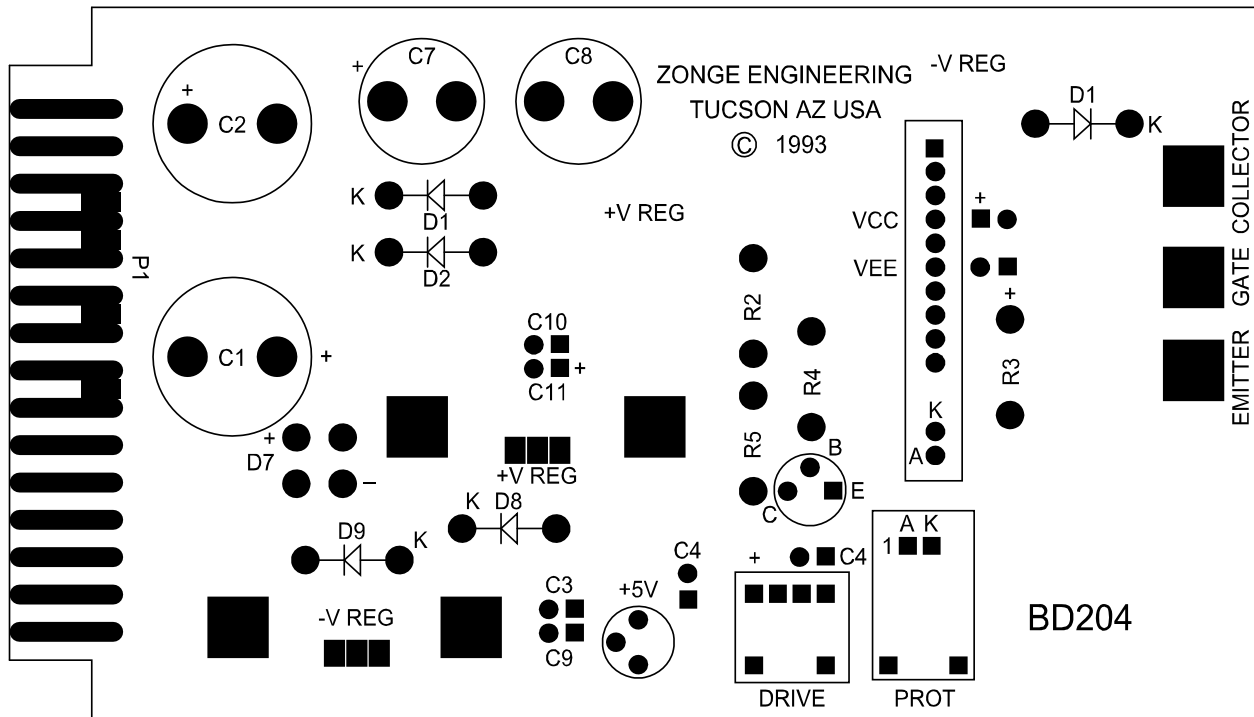 C7
C8
ZONGE ENGINEERING
TUCSON AZ USA
© 1993
-V REG
D1
K
COLLECTOR
+
C2
+
K
D1
+V REG
VCC
+
K
D2
P1
VEE
GATE
+
R2
C10
C1
+
C11
+
R4
R3
EMITTER
K
+
D7
-
+V REG
R5
B
A
E
C
K
D8
D9
K
A K
1
+
C4
C4
C3
+5V
-V REG
C9
BD204
DRIVE
PROT